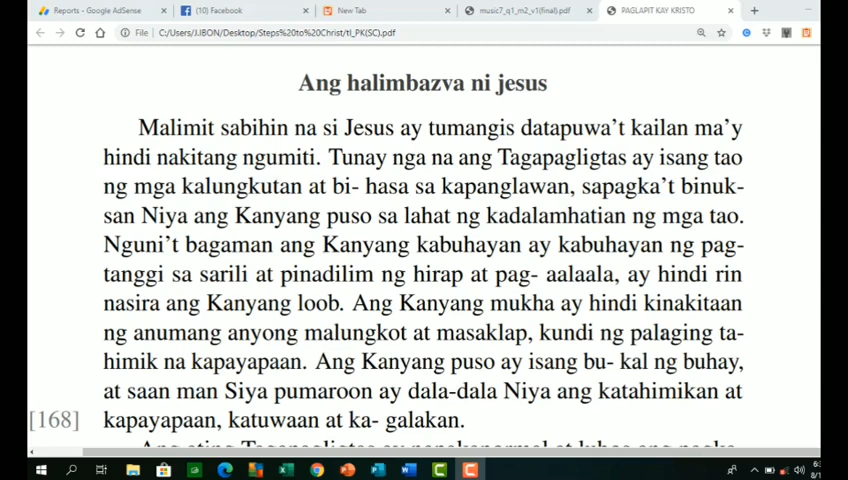 Reports - Google AdSense
(10) Facebook
New Tab
music7_q1_m2_v1(final).pdf
PAGLAPIT KAY KRISTO
File | C:/Users/J.IBON/Desktop/Steps%20to%20Christ/tl_PK(SC).pdf
Ang halimbazva ni jesus
Malimit sabihin na si Jesus ay tumangis datapuwa't kailan ma'y
hindi nakitang ngumiti. Tunay nga na ang Tagapagligtas ay isang tao
ng mga kalungkutan at bi- hasa sa kapanglawan, sapagka't binuk-
san Niya ang Kanyang puso sa lahat ng kadalamhatian ng mga tao.
Nguni't bagaman ang Kanyang kabuhayan ay kabuhayan ng pag-
tanggi sa sarili at pinadilim ng hirap at pag- aalaala, ay hindi rin
nasira ang Kanyang loob. Ang Kanyang mukha ay hindi kinakitaan
ng anumang anyong malungkot at masaklap, kundi ng palaging ta-
himik na kapayapaan. Ang Kanyang puso ay isang bu- kal ng buhay,
at saan man Siya pumaroon ay dala-dala Niya ang katahimikan at
[168] kapayapaan, katuwaan at ka- galakan.